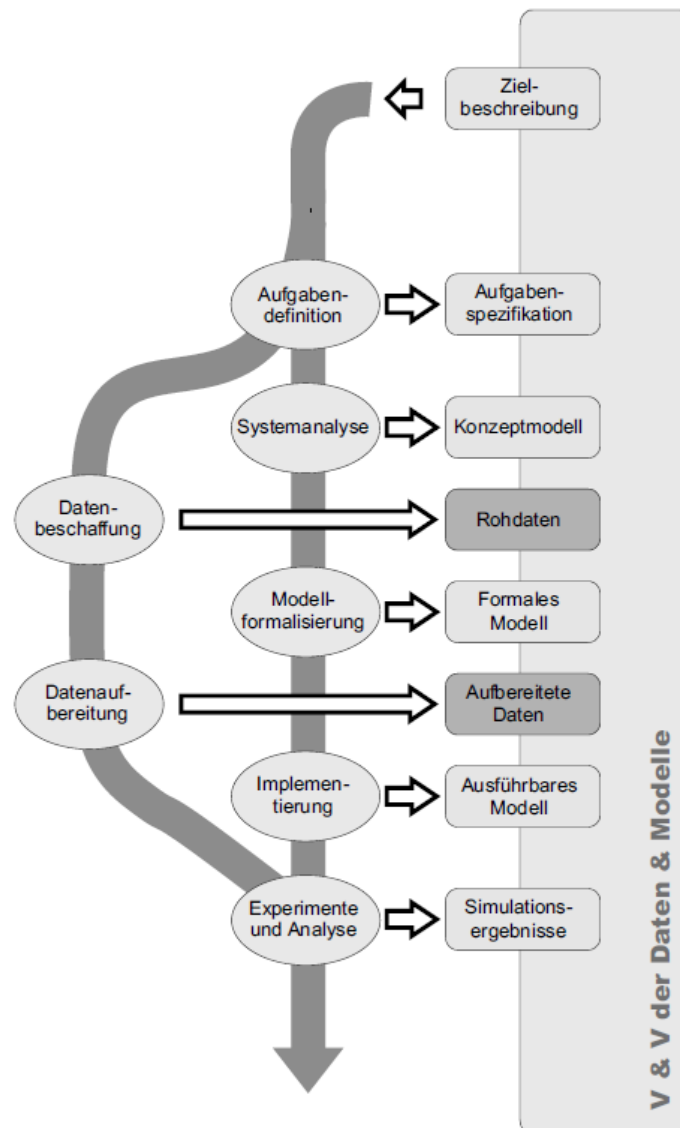 Ziel-
beschreibung
Aufgaben-
definition
Aufgaben-
spezifikation
Systemanalyse
Konzeptmodell
Daten-
beschaffung
Rohdaten
Modell-
formalisierung
Formales
Modell
Datenauf-
bereitung
Aufbereitete
Daten
Implemen-
tierung
Ausführbares
Modell
Experimente
und Analyse
Simulations-
ergebnisse
V & V der Daten & Modelle